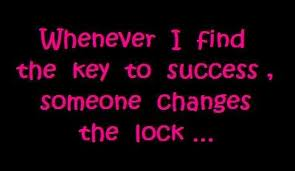 Whenever I find
the key to success ,
someone changes
the lock ...